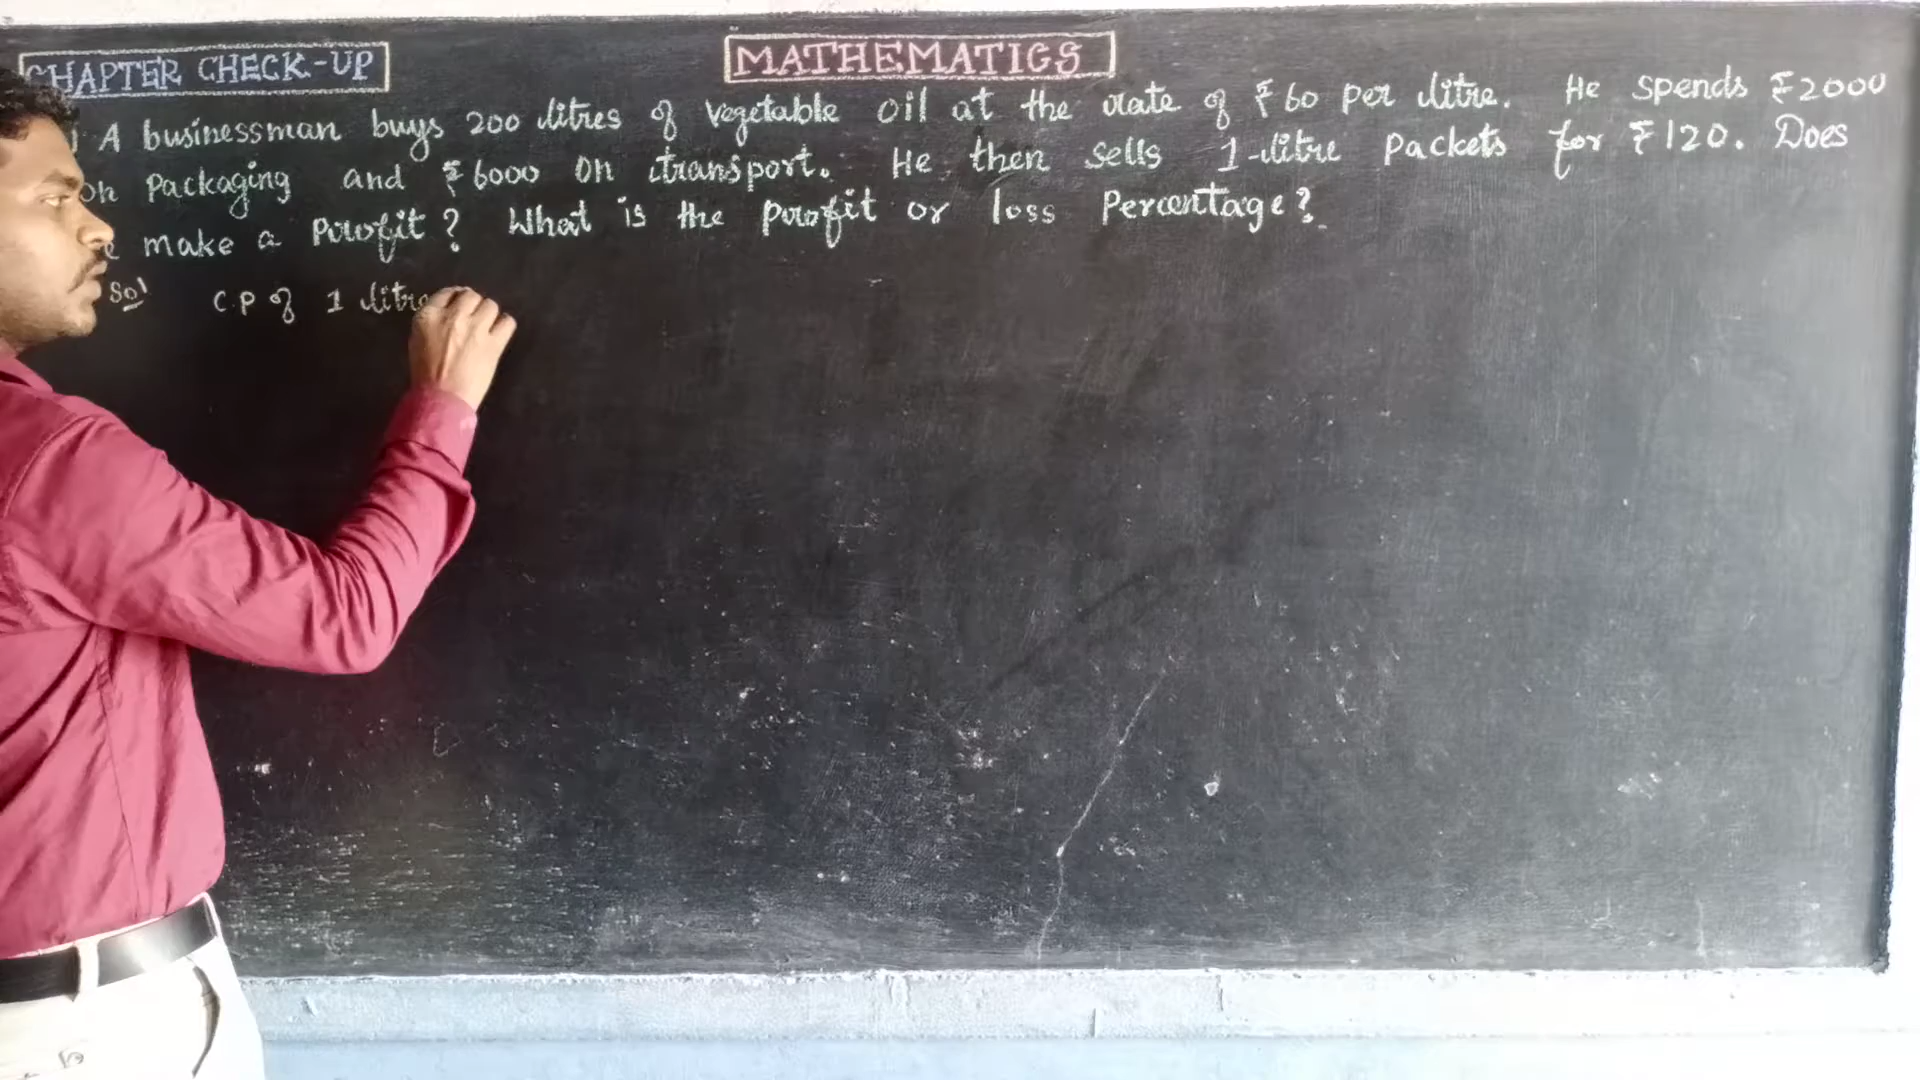 CHAPTER CHECK-UP
MATHEMATICS
A businessman buys 200 litres of vegetable oil at the rate of ₹60 per litre. He spends ₹2000
on packaging and ₹6000 on transport. He then sells 1-litre packets for ₹120. Does
make a profit? What is the profit or loss percentage?
Sol C.P of 1 litre